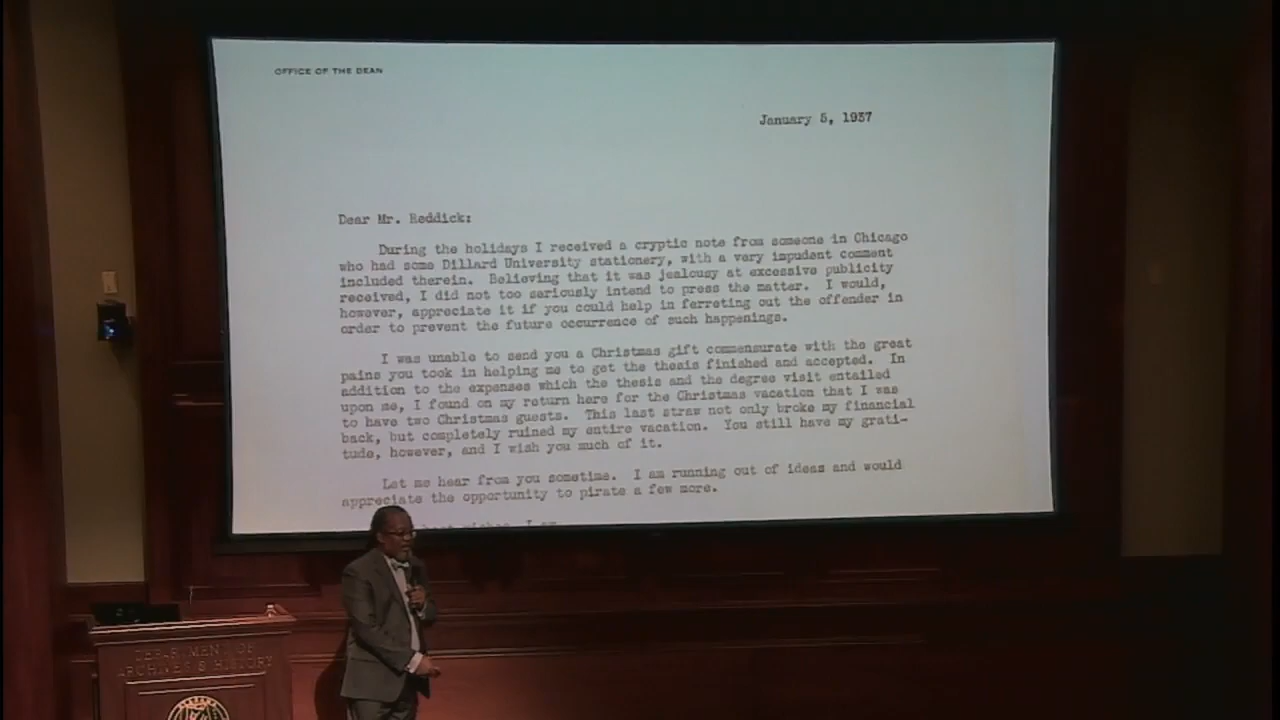 OFFICE OF THE DEAN
January 5, 1937
Dear Mr. Reddick:
During the holidays I received a cryptic note from someone in Chicago
who had some Dillard University stationery, with a very impudent comment
included therein. Believing that it was jealousy at excessive publicity
received, I did not too seriously intend to press the matter. I would,
however, appreciate it if you could help in ferreting out the offender in
order to prevent the future occurrence of such happenings.
I was unable to send you a Christmas gift commensurate with the great
pains you took in helping me to get the thesis finished and accepted. In
addition to the expenses which the thesis and the degree visit entailed
upon me, I found on my return here for the Christmas vacation that I was
to have two Christmas guests. This last straw not only broke my financial
back, but completely ruined my entire vacation. You still have my grati-
tude, however, and I wish you much of it.
Let me hear from you sometime. I am running out of ideas and would
appreciate the opportunity to pirate a few more.
best wishes, I am
DEPARTMENT OF
ARCHIVES & HISTORY
ALABAMA